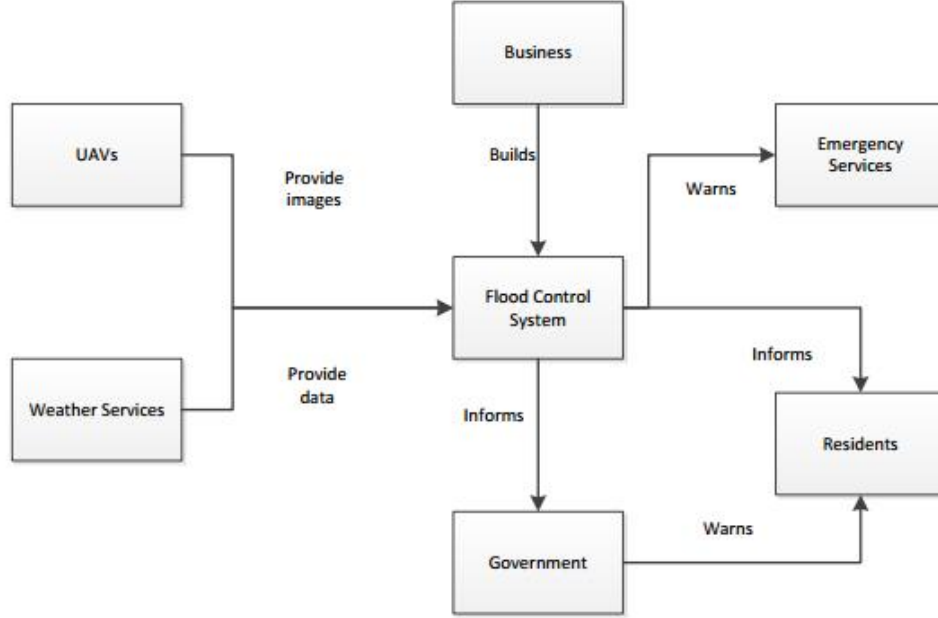 Business
UAVs
Builds
Emergency
Services
Provide
images
Warns
Flood Control
System
Informs
Provide
data
Weather Services
Informs
Residents
Warns
Government